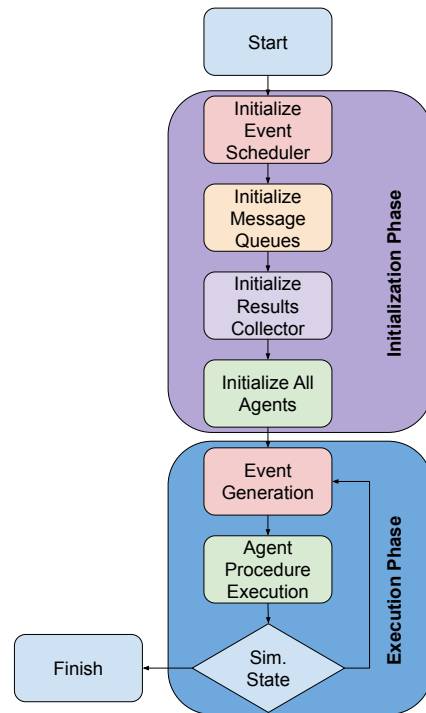 Start
Initialize
Event
Scheduler
Initialize
Message
Queues
Initialize
Results
Collector
Initialize All
Agents
Initialization Phase
Event
Generation
Agent
Procedure
Execution
Sim.
State
Finish
Execution Phase